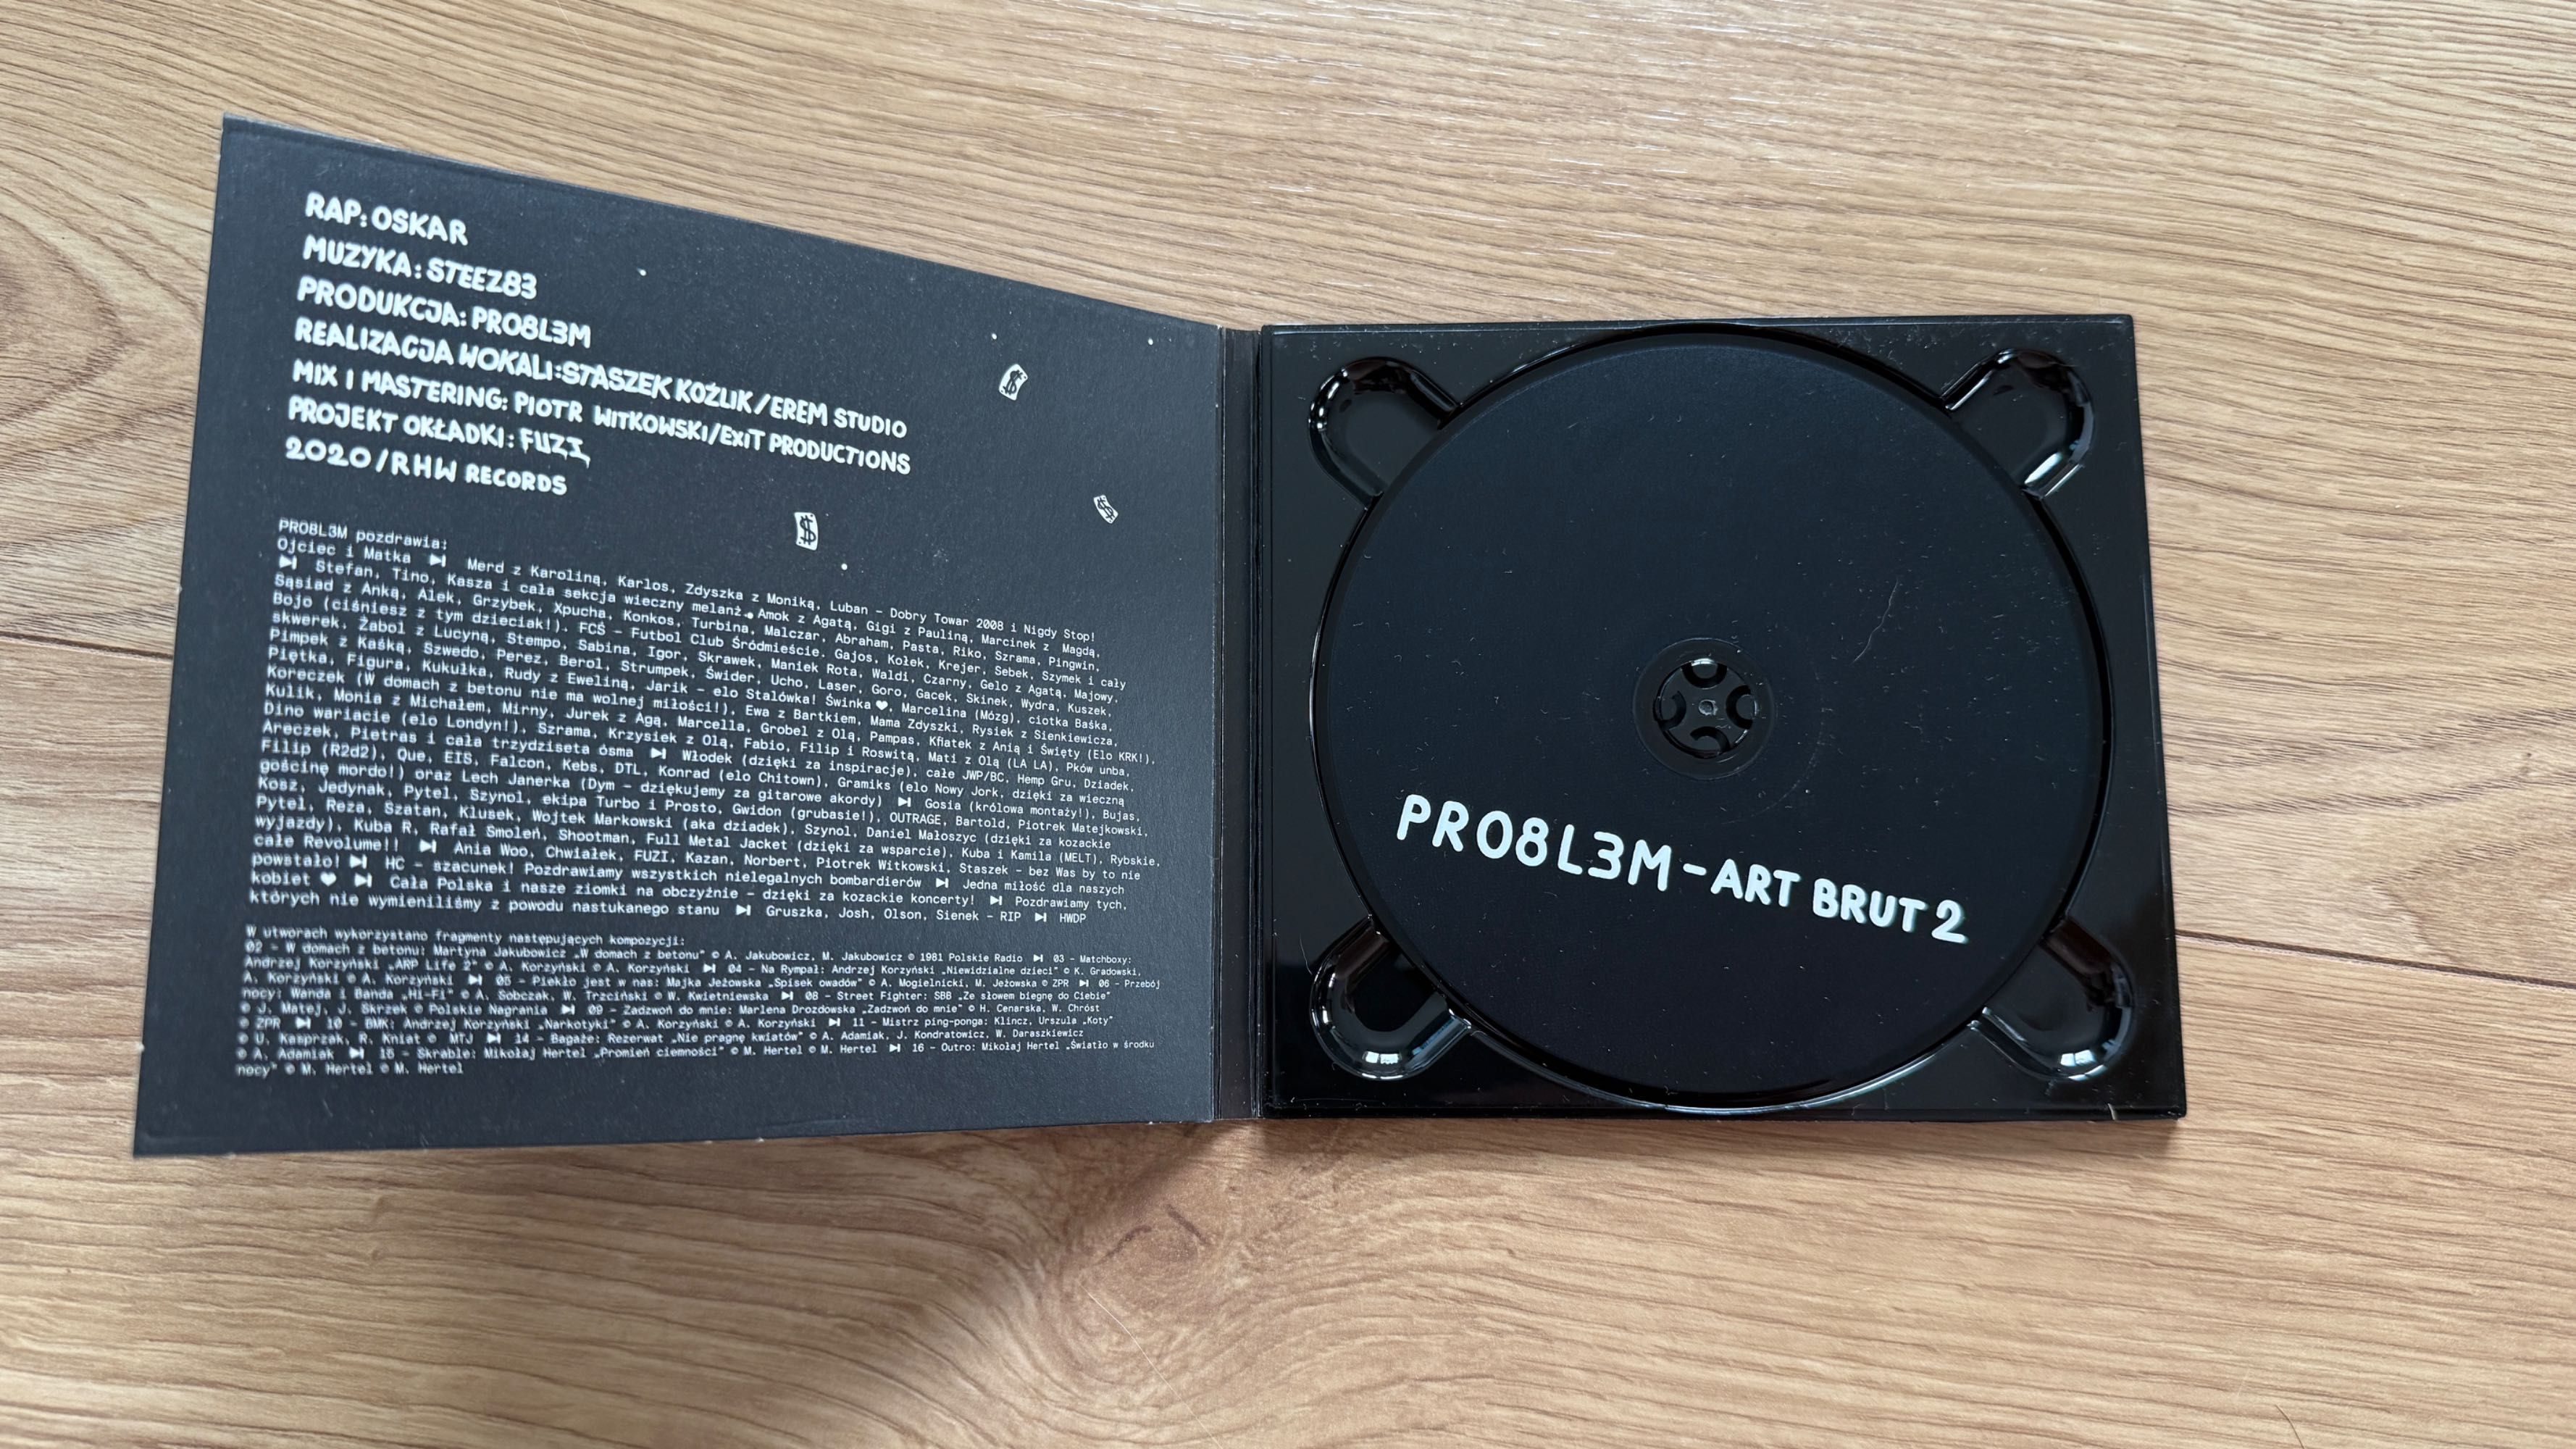 RAP: OSKAR
MUZYKA: STEEZ83
PRODUKCJA: PRO8L3M
REALIZACJA WOKALI: STASZEK KOŹLIK/EREM STUDIO
MIX I MASTERING: PIOTR WITKOWSKI/EXIT PRODUCTIONS
PROJEKT OKŁADKI: FUZI
2020/RHW RECORDS
PRO8L3M pozdrawia:
Ojciec i Matka Merd z Karoliną, Karlos, Zdyszka z Moniką, Luban – Dobry Towar 2008 i Nigdy Stop!
Stefan, Tino, Kasza i cała sekcja wieczny melanż. Amok z Agatą, Gigi z Pauliną, Marcinek z Magdą,
Sąsiad z Anką, Alek, Grzybek, Xpucha, Konkos, Turbina, Malczar, Abraham, Pasta, Riko, Szrama, Pingwin,
Bojo (ciśniesz z tym dzieciak!). FCŚ – Futbol Club Śródmieście. Gajos, Kołek, Krejer, Sebek, Szymek i cały
skwerek. Żabol z Lucyną, Stempo, Sabina, Igor, Skrawek, Maniek Rota, Waldi, Czarny, Gelo z Agatą, Majowy,
Pimpek z Kaśką, Szwedo, Perez, Berol, Strumpek, Świder, Ucho, Laser, Goro, Gacek, Skinek, Wydra, Kuszek,
Piętka, Figura, Kukułka, Rudy z Eweliną, Jarik – elo Stalówka! Świnka ♥, Marcelina (Mózg), ciotka Baśka,
Koreczek (W domach z betonu nie ma wolnej miłości!), Ewa z Bartkiem, Mama Zdyszki, Rysiek z Sienkiewicza,
Kulik, Monia z Michałem, Mirny, Jurek z Agą, Marcella, Grobel z Olą, Pampas, Kfiatek z Anią i Święty (Elo KRK!),
Dino wariacie (elo Londyn!), Szrama, Krzysiek z Olą, Fabio, Filip i Roswitą, Mati z Olą (LA LA), Pków unba,
Areczek, Pietras i cała trzydziseta ósma Włodek (dzięki za inspiracje), całe JWP/BC, Hemp Gru, Dziadek,
Filip (R2d2), Que, EIS, Falcon, Kebs, DTL, Konrad (elo Chitown), Gramiks (elo Nowy Jork, dzięki za wieczną
gościnę mordo!) oraz Lech Janerka (Dym – dziękujemy za gitarowe akordy) Gosia (królowa montaży!), Bujas,
Kosz, Jedynak, Pytel, Szynol, ekipa Turbo i Prosto, Gwidon (grubasie!), OUTRAGE, Bartold, Piotrek Matejkowski,
Pytel, Reza, Szatan, Klusek, Wojtek Markowski (aka dziadek), Szynol, Daniel Małoszyc (dzięki za kozackie
wyjazdy), Kuba R, Rafał Smoleń, Shootman, Full Metal Jacket (dzięki za wsparcie), Kuba i Kamila (MELT), Rybskie,
całe Revolume!! Ania Woo, Chwiałek, FUZI, Kazan, Norbert, Piotrek Witkowski, Staszek – bez Was by to nie
powstało! HC – szacunek! Pozdrawiamy wszystkich nielegalnych bombardierów Jedna miłość dla naszych
kobiet ♥ Cała Polska i nasze ziomki na obczyźnie – dzięki za kozackie koncerty! Pozdrawiamy tych,
których nie wymieniliśmy z powodu nastukanego stanu Gruszka, Josh, Olson, Sienek – RIP HWDP
W utworach wykorzystano fragmenty następujących kompozycji:
02 – W domach z betonu: Martyna Jakubowicz „W domach z betonu" © A. Jakubowicz, M. Jakubowicz ℗ 1981 Polskie Radio 03 – Matchboxy:
Andrzej Korzyński „ARP Life 2" © A. Korzyński ℗ A. Korzyński 04 – Na Rympał: Andrzej Korzyński „Niewidzialne dzieci" © K. Gradowski,
A. Korzyński ℗ A. Korzyński 05 – Piekło jest w nas: Majka Jeżowska „Spisek owadów" © A. Mogielnicki, M. Jeżowska ℗ ZPR 06 – Przebój
nocy: Wanda i Banda „Hi-Fi" © A. Sobczak, W. Trzciński ℗ W. Kwietniewska 08 – Street Fighter: SBB „Ze słowem biegnę do Ciebie"
© J. Matej, J. Skrzek ℗ Polskie Nagrania 09 – Zadzwoń do mnie: Marlena Drozdowska „Zadzwoń do mnie" © H. Cenarska, W. Chróst
℗ ZPR 10 – BMK: Andrzej Korzyński „Narkotyki" © A. Korzyński ℗ A. Korzyński 11 – Mistrz ping-ponga: Klincz, Urszula „Koty"
© U. Kasprzak, R. Kniat ℗ MTJ 14 – Bagaże: Rezerwat „Nie pragnę kwiatów" © A. Adamiak, J. Kondratowicz, W. Daraszkiewicz
℗ A. Adamiak 15 – Skrable: Mikołaj Hertel „Promień ciemności" © M. Hertel ℗ M. Hertel 16 – Outro: Mikołaj Hertel „Światło w środku
nocy" © M. Hertel ℗ M. Hertel
PRO8L3M – ART BRUT 2